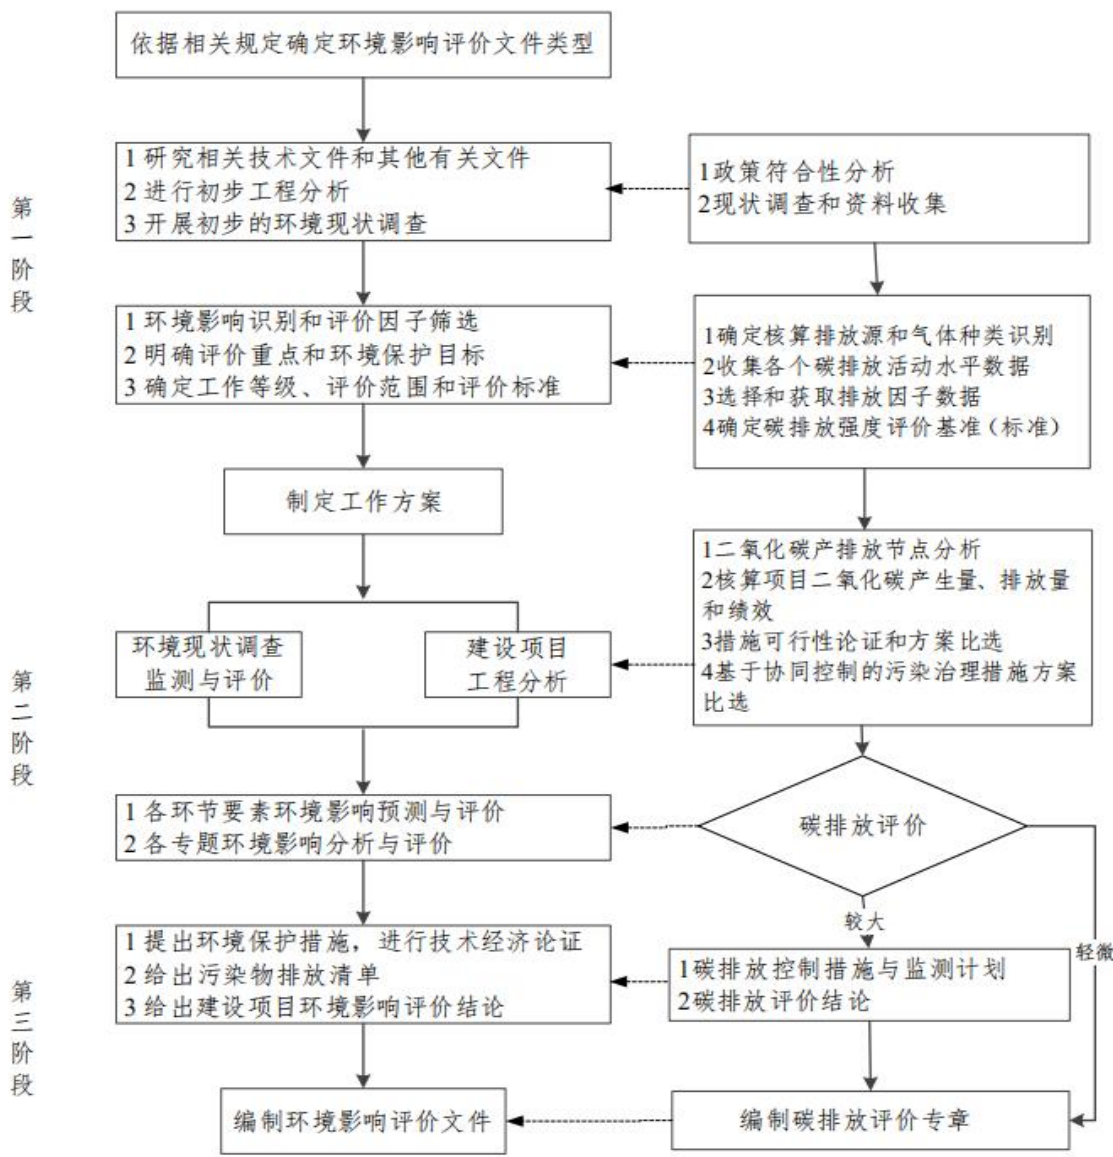 依据相关规定确定环境影响评价文件类型
1 研究相关技术文件和其他有关文件
2 进行初步工程分析
3 开展初步的环境现状调查
1政策符合性分析
2现状调查和资料收集
第一阶段
1 环境影响识别和评价因子筛选
2 明确评价重点和环境保护目标
3 确定工作等级、评价范围和评价标准
1确定核算排放源和气体种类识别
2收集各个碳排放活动水平数据
3选择和获取排放因子数据
4确定碳排放强度评价基准（标准）
制定工作方案
环境现状调查
监测与评价
建设项目
工程分析
1二氧化碳产排放节点分析
2核算项目二氧化碳产生量、排放量
和绩效
3措施可行性论证和方案比选
4基于协同控制的污染治理措施方案
比选
第二阶段
1 各环节要素环境影响预测与评价
2 各专题环境影响分析与评价
碳排放评价
较大
轻微
1 提出环境保护措施，进行技术经济论证
2 给出污染物排放清单
3 给出建设项目环境影响评价结论
1碳排放控制措施与监测计划
2碳排放评价结论
第三阶段
编制环境影响评价文件
编制碳排放评价专章